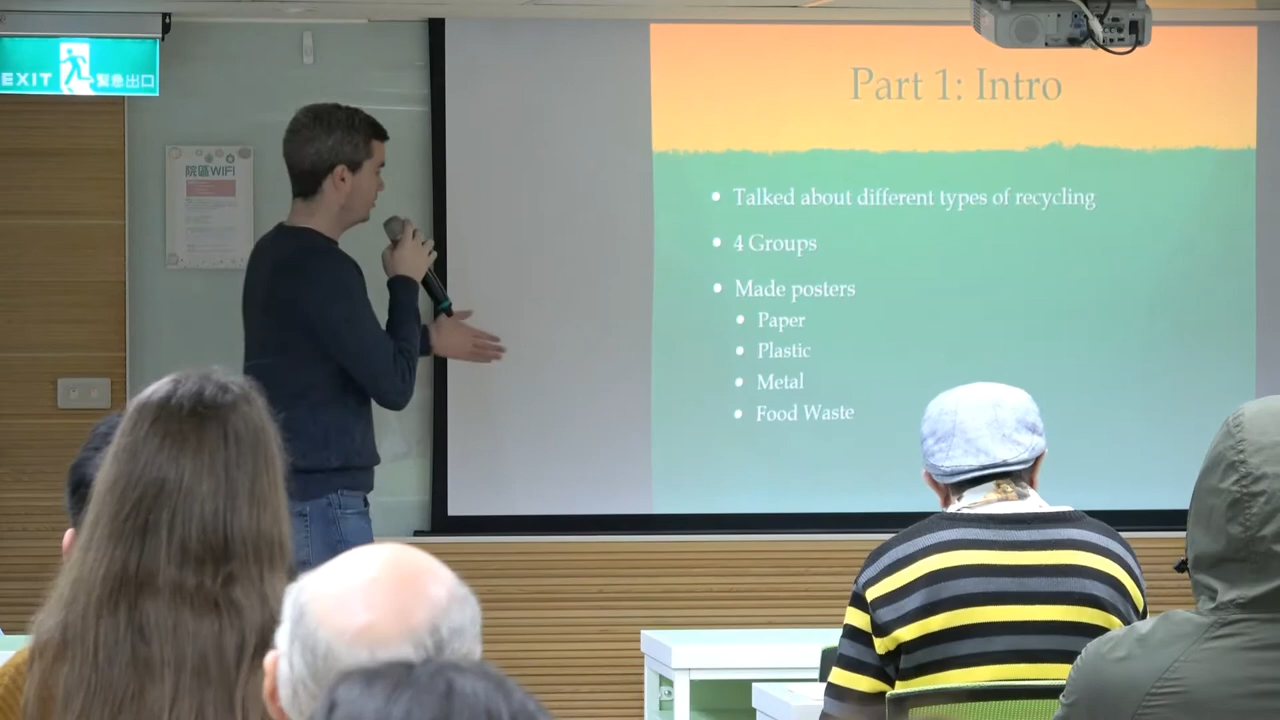 EXIT 緊急出口
院區WIFI
Part 1: Intro
• Talked about different types of recycling
• 4 Groups
• Made posters
• Paper
• Plastic
• Metal
• Food Waste